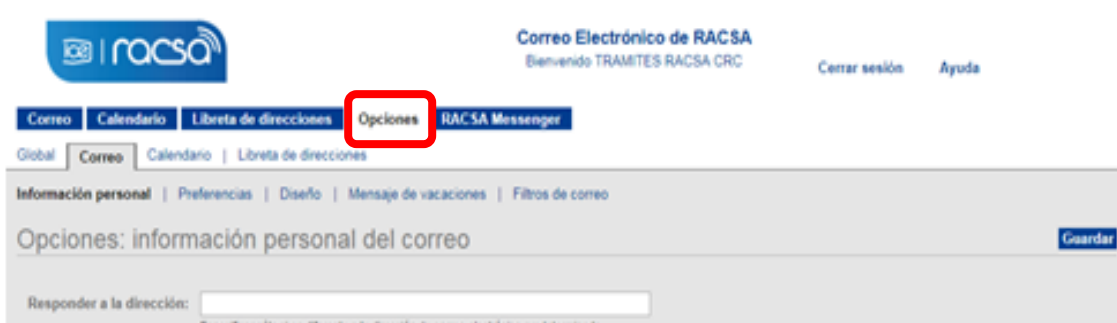 ice | racsa
Correo Electrónico de RACSA
Bienvenido TRAMITES RACSA CRC
Cerrar sesión Ayuda
Correo Calendario Libreta de direcciones Opciones RACSA Messenger
Global Correo Calendario | Libreta de direcciones
Información personal | Preferencias | Diseño | Mensaje de vacaciones | Filtros de correo
Opciones: información personal del correo
Guardar
Responder a la dirección: